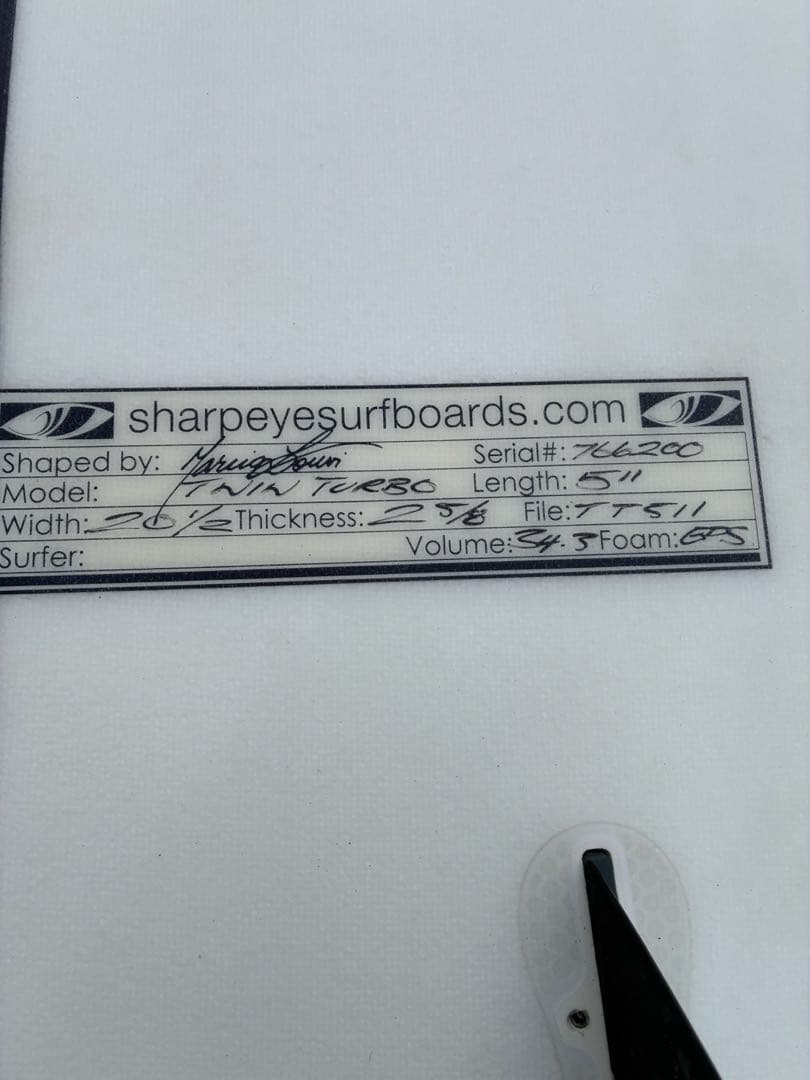 sharpeyesurfboards.com
Shaped by: Serial#: 766200
Model: TWIN TURBO Length: 5"
Width: 20 1/2 Thickness: 2 5/8 File: TT511
Surfer: Volume: 34.3 Foam: EPS